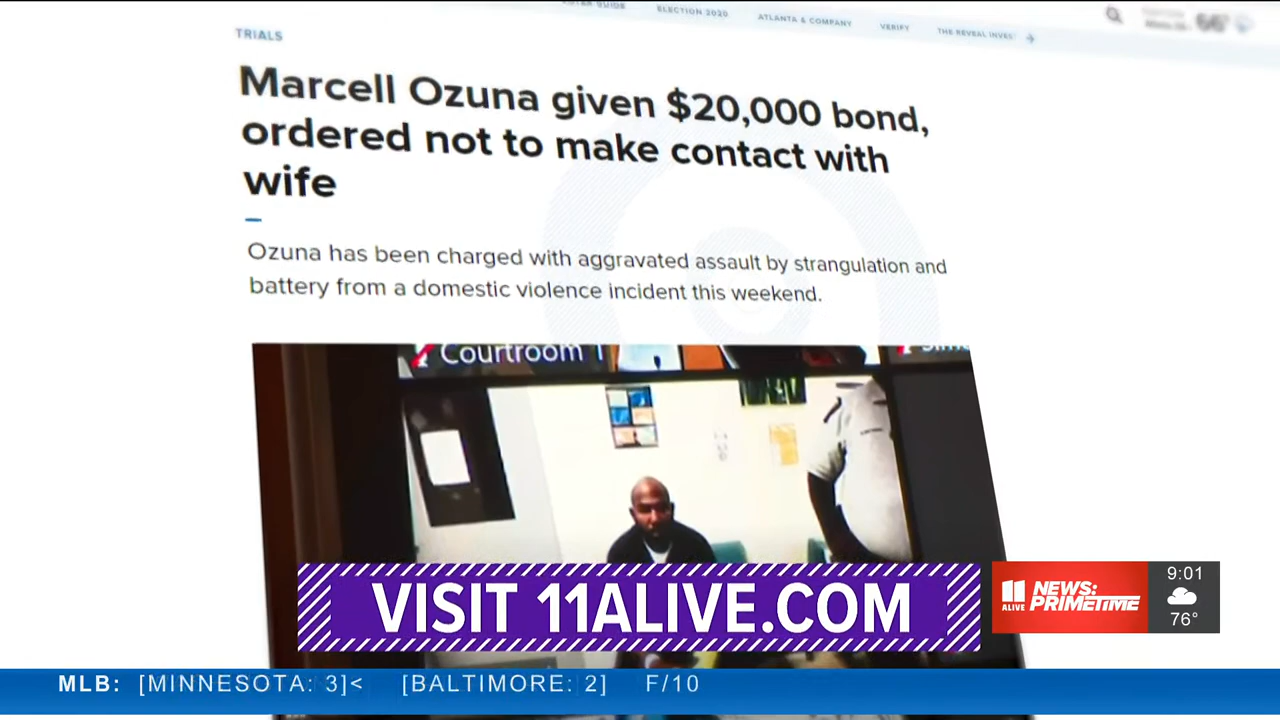 ELECTION 2020
ATLANTA & COMPANY
VERIFY
THE REVEAL
66°
TRIALS
Marcell Ozuna given $20,000 bond,
ordered not to make contact with
wife
Ozuna has been charged with aggravated assault by strangulation and
battery from a domestic violence incident this weekend.
Courtroom 1
VISIT 11ALIVE.COM
11 ALIVE
NEWS:
PRIMETIME
9:01
76°
MLB: [MINNESOTA: 3]< [BALTIMORE: 2] F/10